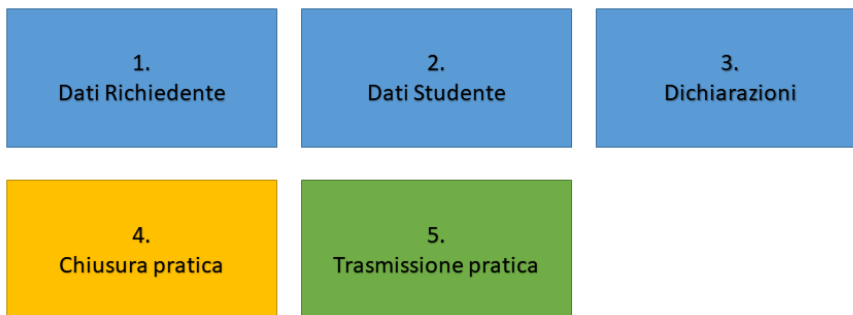 1.
Dati Richiedente
2.
Dati Studente
3.
Dichiarazioni
4.
Chiusura pratica
5.
Trasmissione pratica